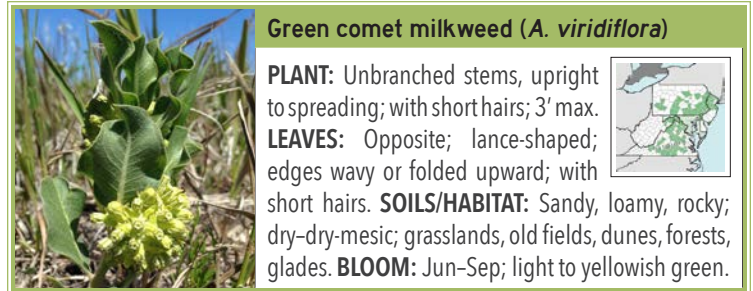 Green comet milkweed (A. viridiflora)
PLANT: Unbranched stems, upright
to spreading; with short hairs; 3’ max.
LEAVES: Opposite; lance-shaped;
edges wavy or folded upward; with
short hairs. SOILS/HABITAT: Sandy, loamy, rocky;
dry–dry-mesic; grasslands, old fields, dunes, forests,
glades. BLOOM: Jun–Sep; light to yellowish green.